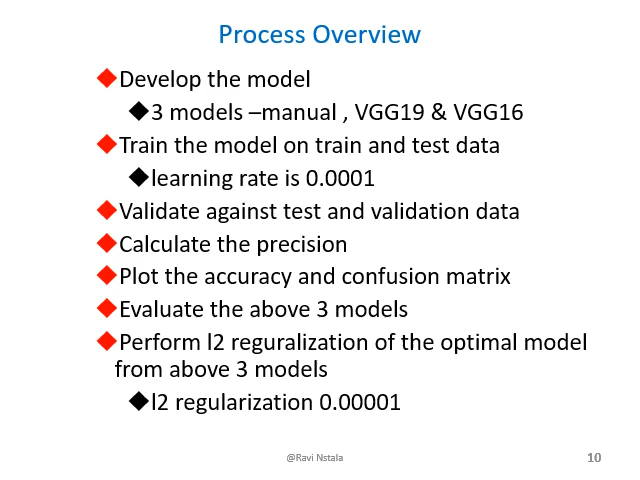 Process Overview
◆Develop the model
◆3 models –manual , VGG19 & VGG16
◆Train the model on train and test data
◆learning rate is 0.0001
◆Validate against test and validation data
◆Calculate the precision
◆Plot the accuracy and confusion matrix
◆Evaluate the above 3 models
◆Perform l2 reguralization of the optimal model
from above 3 models
◆l2 regularization 0.00001
@Ravi Nstala
10